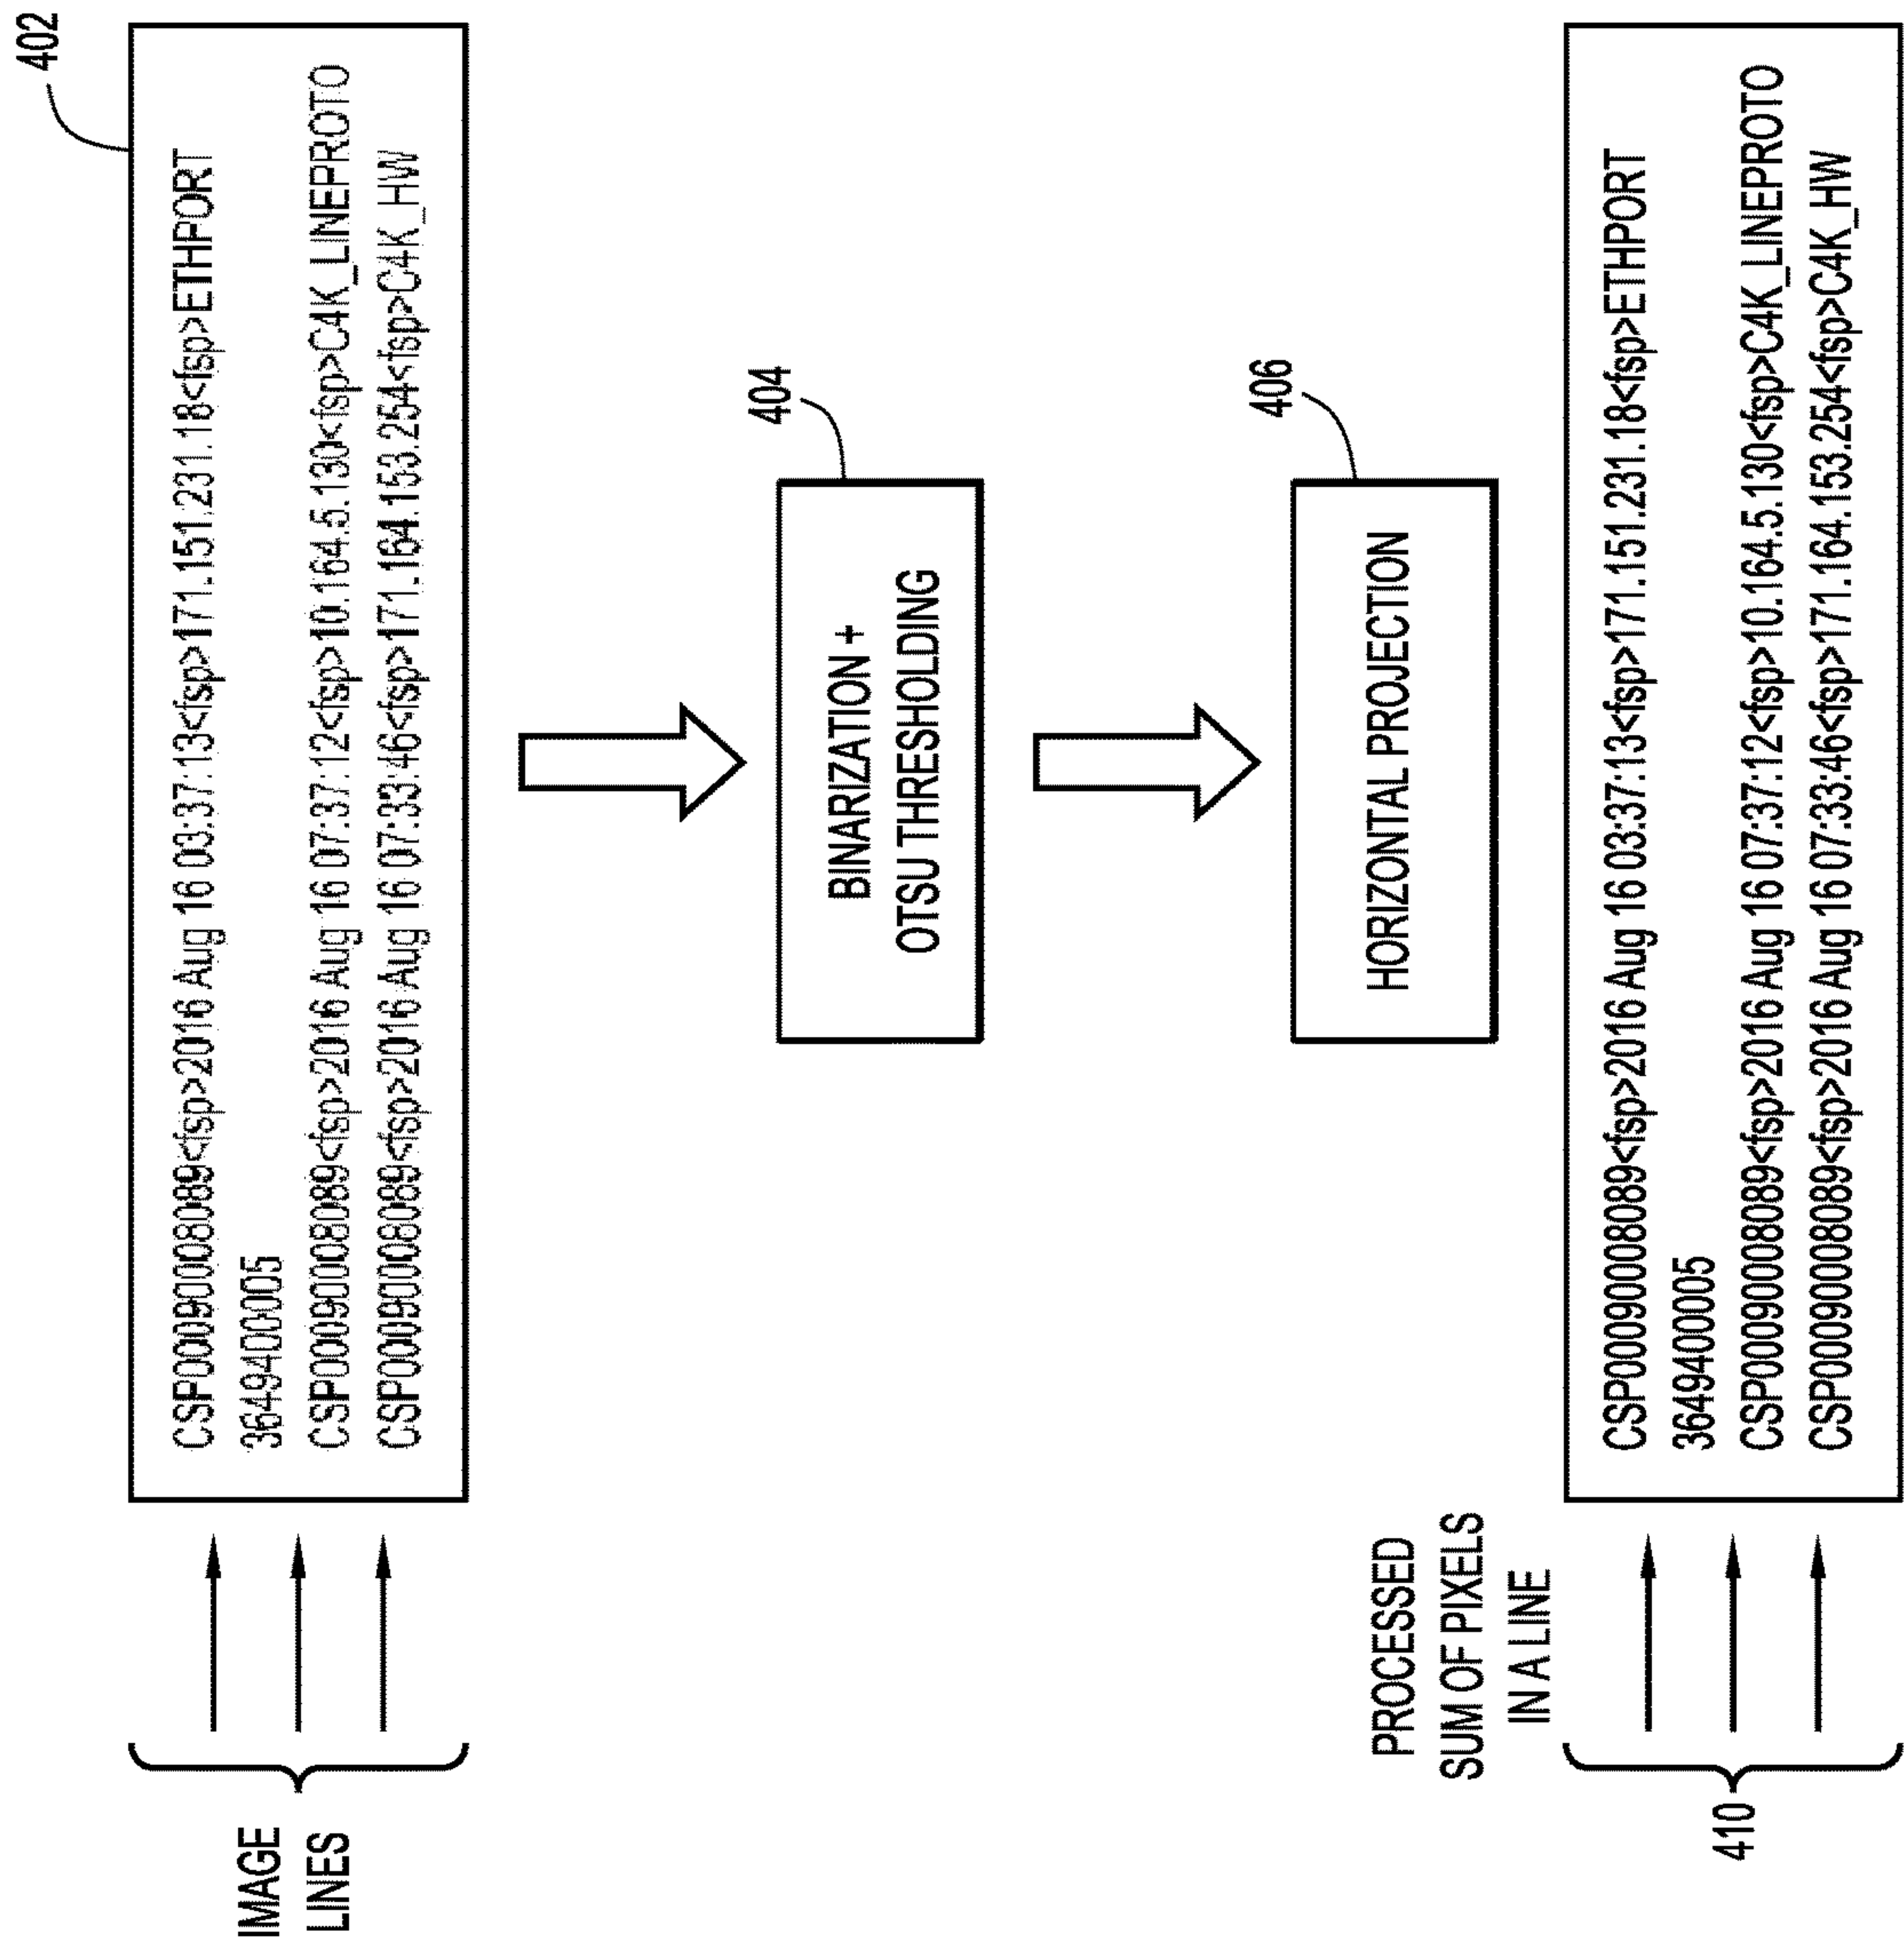 402
IMAGE
LINES
CSP00090008089<fsp>2016 Aug 16 03:37:13<fsp>171.151.231.18<fsp>ETHPORT
3649400005
CSP00090008089<fsp>2016 Aug 16 07:37:12<fsp>10.164.5.130<fsp>C4K_LINEPROTO
CSP00090008089<fsp>2016 Aug 16 07:33:46<fsp>171.164.153.254<fsp>C4K_HW
404
BINARIZATION +
OTSU THRESHOLDING
406
HORIZONTAL PROJECTION
PROCESSED
SUM OF PIXELS
IN A LINE
410
CSP00090008089<fsp>2016 Aug 16 03:37:13<fsp>171.151.231.18<fsp>ETHPORT
3649400005
CSP00090008089<fsp>2016 Aug 16 07:37:12<fsp>10.164.5.130<fsp>C4K_LINEPROTO
CSP00090008089<fsp>2016 Aug 16 07:33:46<fsp>171.164.153.254<fsp>C4K_HW